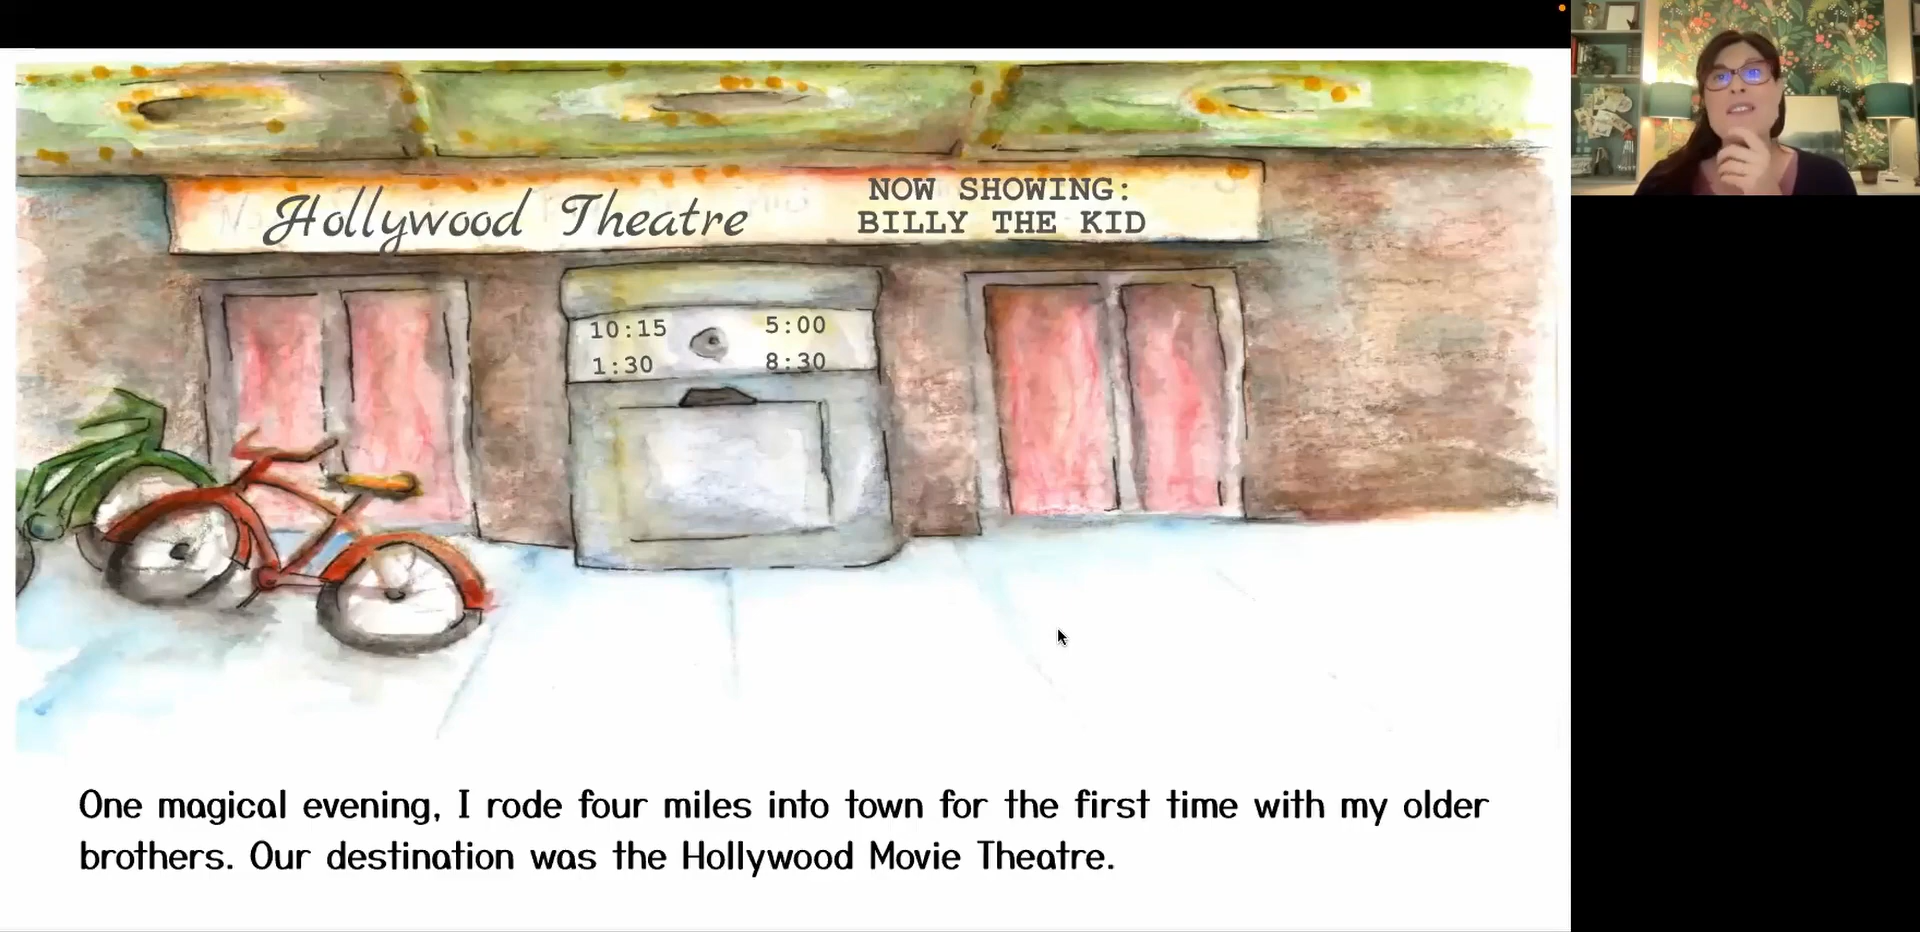 Hollywood Theatre
NOW SHOWING:
BILLY THE KID
10:15 5:00
1:30 8:30
One magical evening, I rode four miles into town for the first time with my older
brothers. Our destination was the Hollywood Movie Theatre.